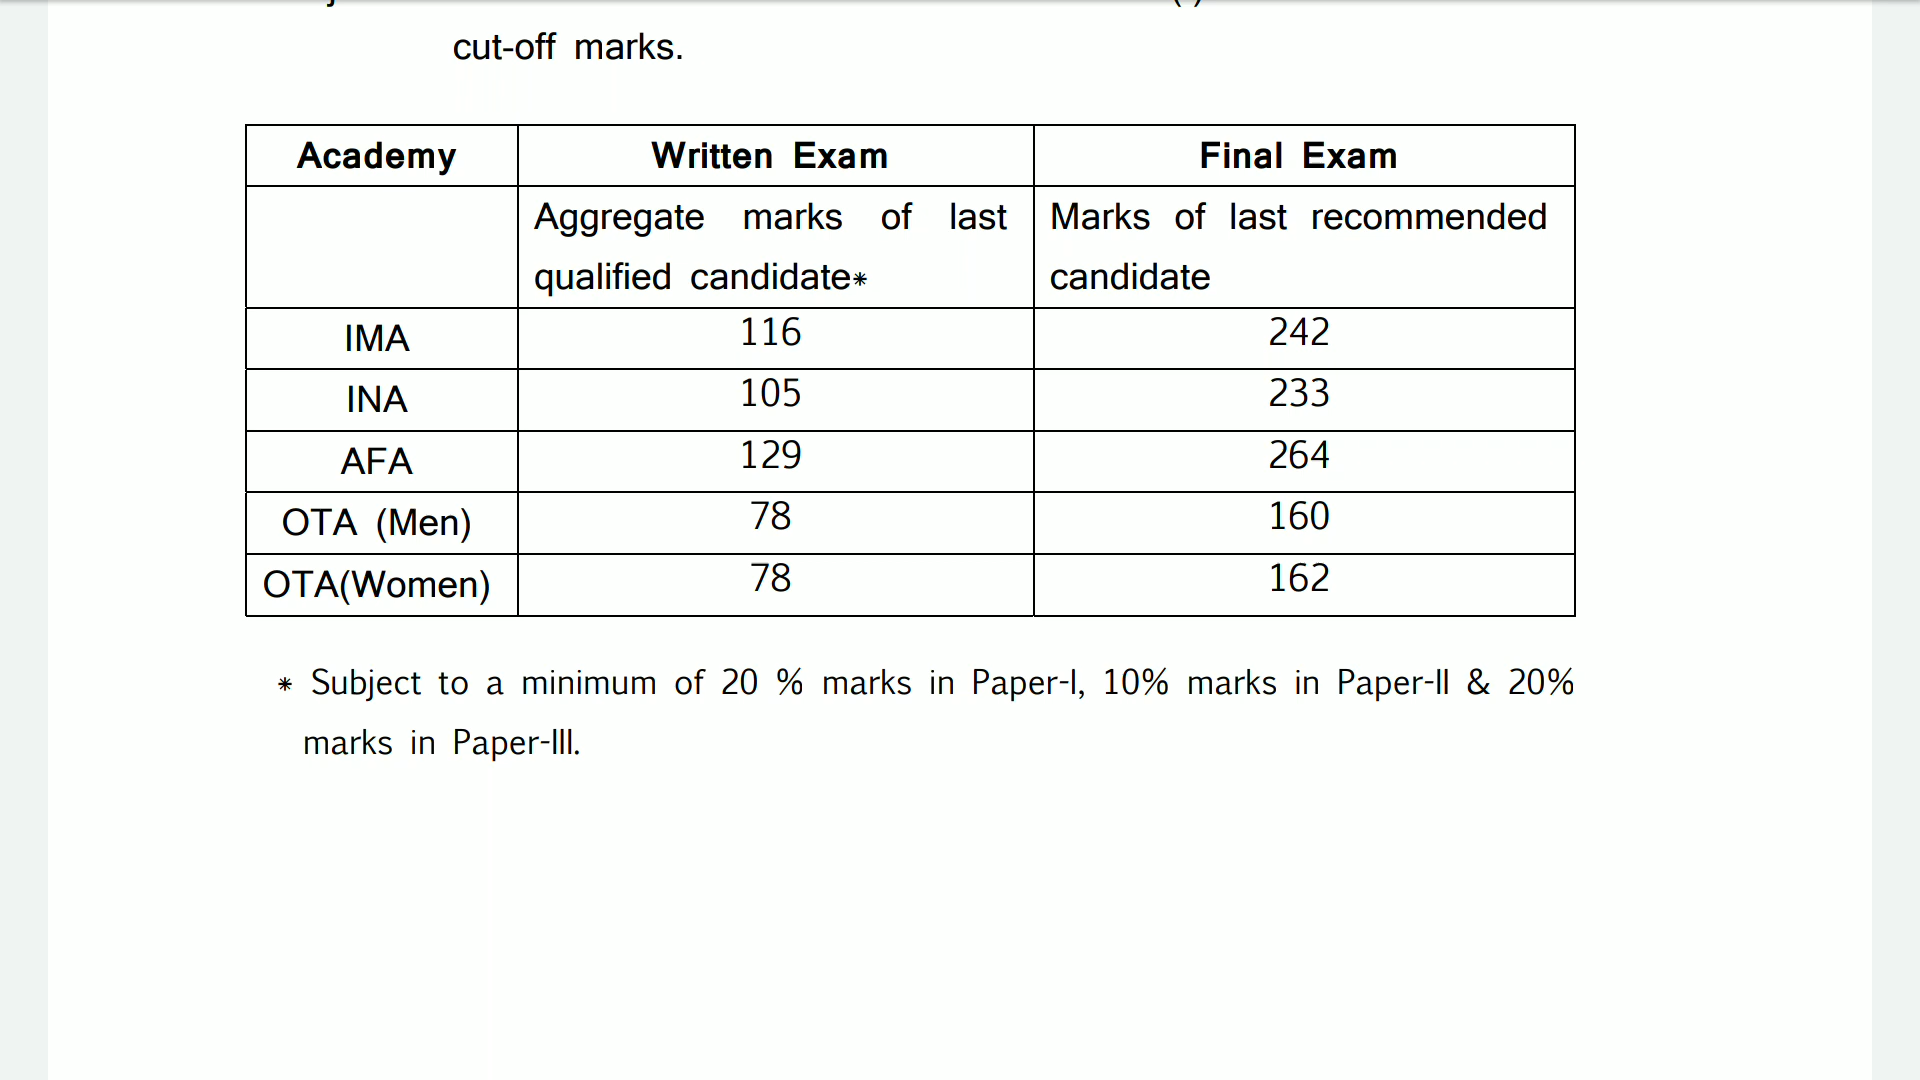 cut-off marks.
Academy Written Exam Final Exam
Aggregate marks of last Marks of last recommended
qualified candidate* candidate
IMA 116 242
INA 105 233
AFA 129 264
OTA (Men) 78 160
OTA(Women) 78 162
* Subject to a minimum of 20 % marks in Paper-I, 10% marks in Paper-II & 20%
marks in Paper-III.